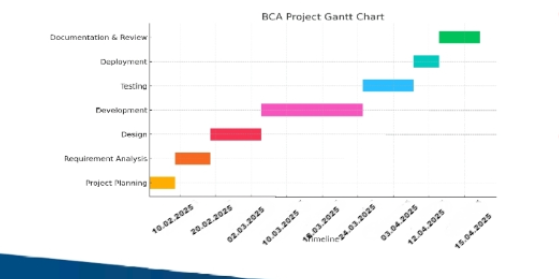 BCA Project Gantt Chart
Documentation & Review
Deployment
Testing
Development
Design
Requirement Analysis
Project Planning
10.02.2025
20.02.2025
02.03.2025
10.03.2025
18.03.2025
24.03.2025
03.04.2025
12.04.2025
15.04.2025
Timeline